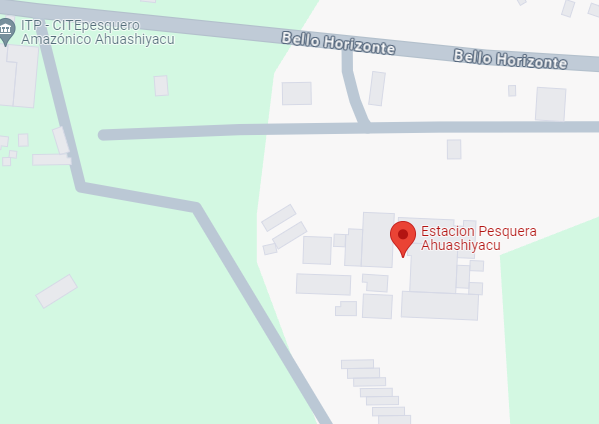 ITP - CITEpesquero
Amazónico Ahuashiyacu
Bello Horizonte
Bello Horizonte
Estacion Pesquera
Ahuashiyacu